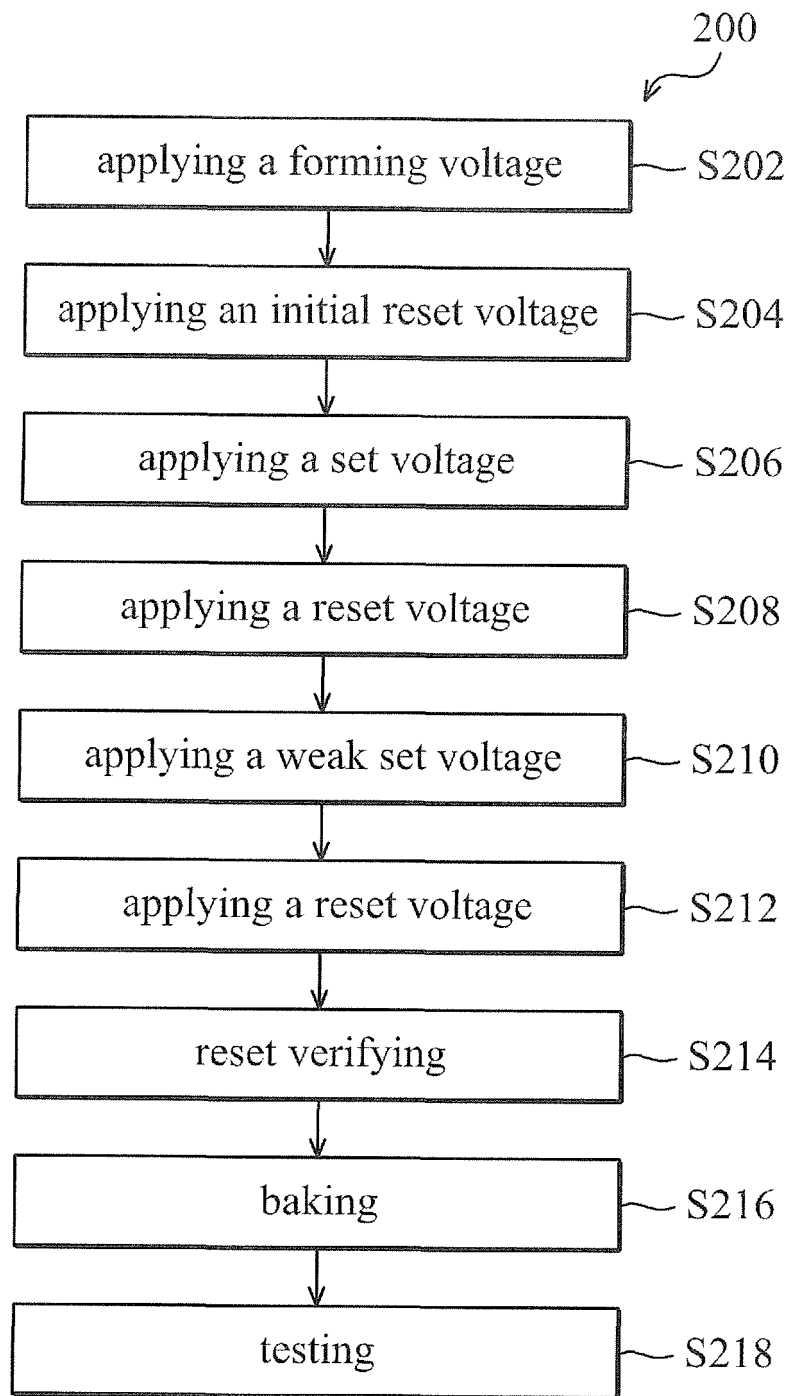 200
applying a forming voltage S202
applying an initial reset voltage S204
applying a set voltage S206
applying a reset voltage S208
applying a weak set voltage S210
applying a reset voltage S212
reset verifying S214
baking S216
testing S218